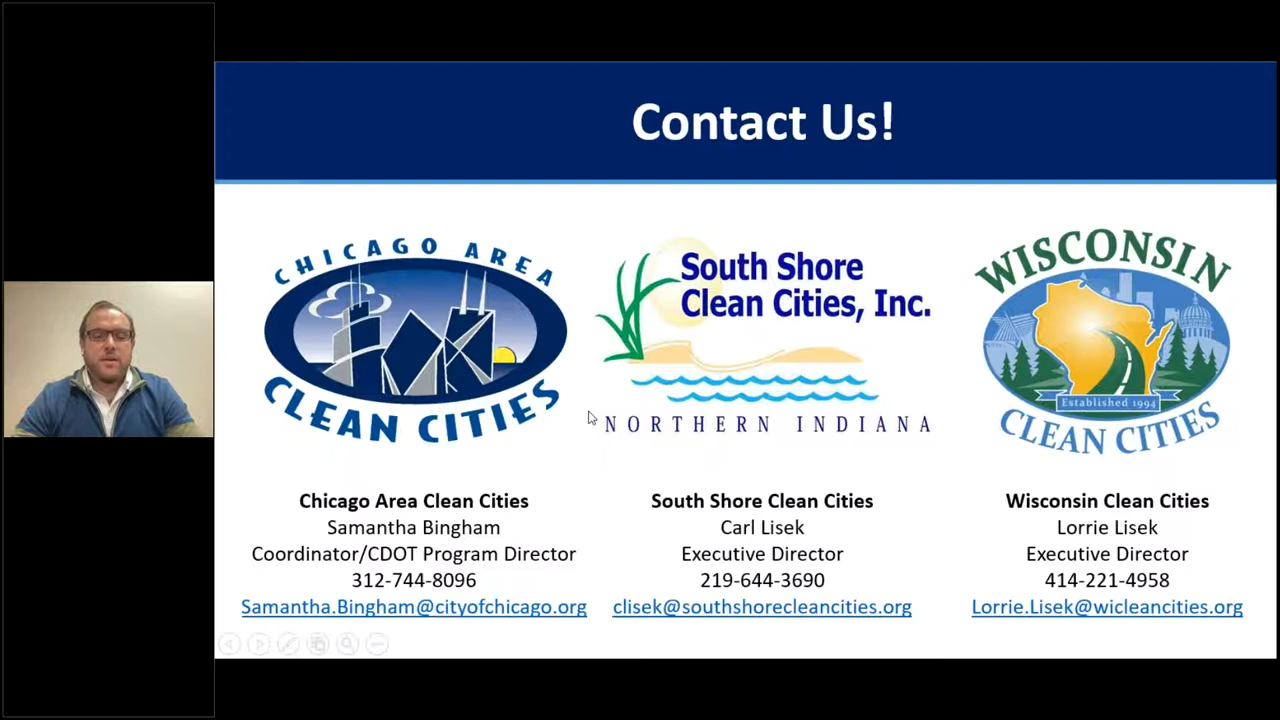 Contact Us!
CHICAGO AREA
CLEAN CITIES
South Shore
Clean Cities, Inc.
NORTHERN INDIANA
WISCONSIN
Established 1994
CLEAN CITIES
Chicago Area Clean Cities
Samantha Bingham
Coordinator/CDOT Program Director
312-744-8096
Samantha.Bingham@cityofchicago.org
South Shore Clean Cities
Carl Lisek
Executive Director
219-644-3690
clisek@southshorecleancities.org
Wisconsin Clean Cities
Lorrie Lisek
Executive Director
414-221-4958
Lorrie.Lisek@wicleancities.org